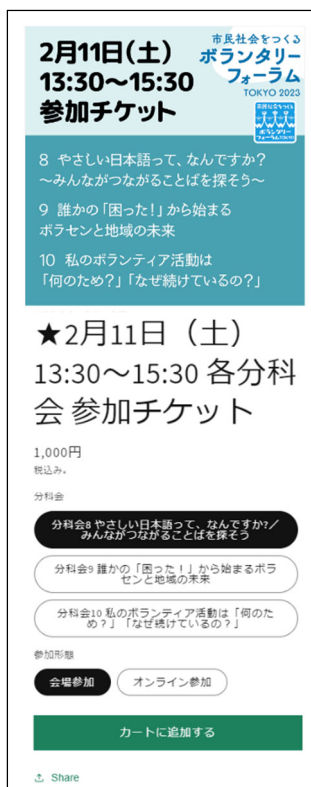 2月11日(土)
13:30～15:30
参加チケット
市民社会をつくる
ボランタリー
フォーラム
TOKYO 2023
市民社会をつくる
ボランタリー
フォーラムTOKYO
8 やさしい日本語って、なんですか？
～みんながつながることばを探そう～
9 誰かの「困った！」から始まる
ボラセンと地域の未来
10 私のボランティア活動は
「何のため？」「なぜ続けているの？」
★2月11日（土）
13:30～15:30 各分科
会 参加チケット
1,000円
税込み。
分科会
分科会8 やさしい日本語って、なんですか?／
みんながつながることばを探そう
分科会9 誰かの「困った！」から始まるボラ
センと地域の未来
分科会10 私のボランティア活動は「何のた
め？」「なぜ続けているの？」
参加形態
会場参加
オンライン参加
カートに追加する
Share